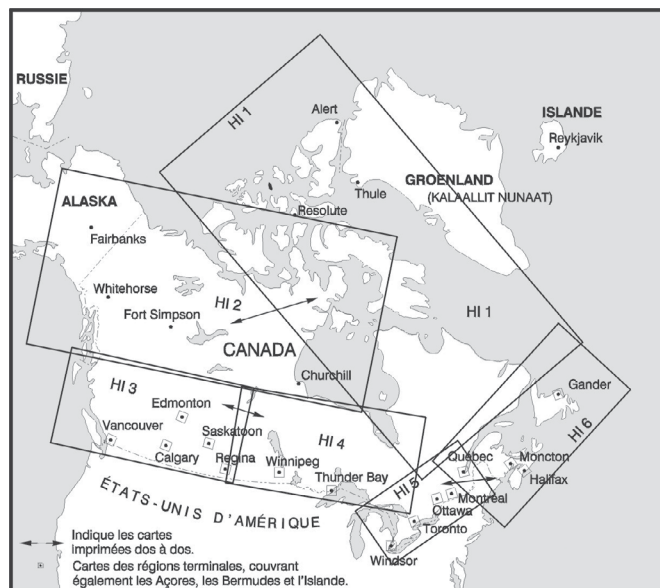 RUSSIE
HI 1
Alert
ISLANDE
Reykjavik
Thule
GROENLAND
(KALAALLIT NUNAAT)
ALASKA
Resolute
Fairbanks
Whitehorse
HI 2
HI 1
Fort Simpson
CANADA
Churchill
HI 3
Gander
Edmonton
HI 6
Vancouver
Saskatoon
HI 4
Calgary
Regina
Winnipeg
Québec
Moncton
Halifax
Thunder Bay
HI 5
Montréal
Ottawa
ÉTATS-UNIS D'AMÉRIQUE
Toronto
Windsor
Indique les cartes
imprimées dos à dos.
Cartes des régions terminales, couvrant
également les Açores, les Bermudes et l'Islande.